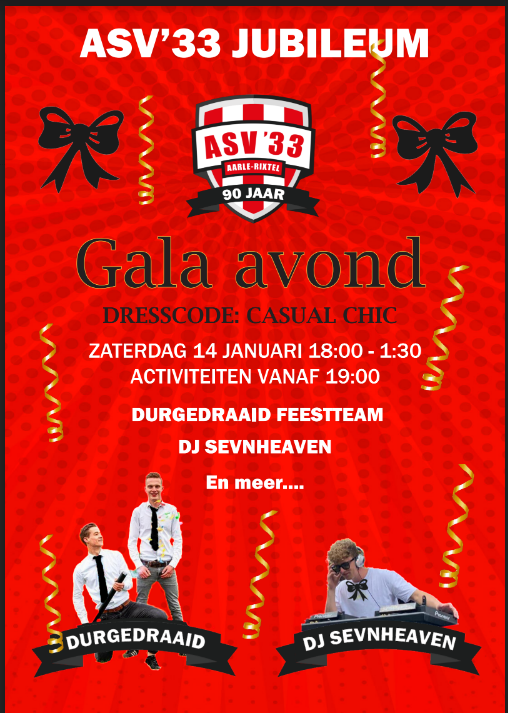 ASV’33 JUBILEUM
ASV ’33
AARLE-RIXTEL
90 JAAR
Gala avond
DRESSCODE: CASUAL CHIC
ZATERDAG 14 JANUARI 18:00 - 1:30
ACTIVITEITEN VANAF 19:00
DURGEDRAAID FEESTTEAM
DJ SEVNHEAVEN
En meer....
DURGEDRAAID
DJ SEVNHEAVEN